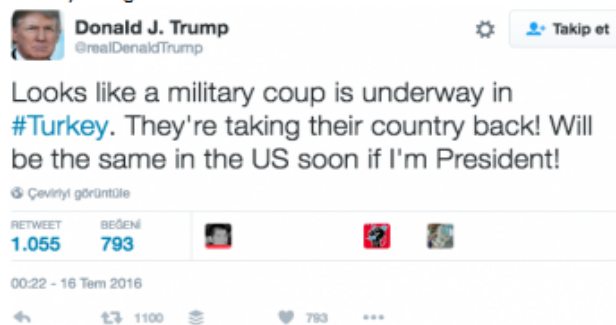 Donald J. Trump
@realDenaldTrump
Takip et
Looks like a military coup is underway in
#Turkey. They're taking their country back! Will
be the same in the US soon if I'm President!
Çeviriyi görüntüle
RETWEET BEĞENİ
1.055 793
00:22 - 16 Tem 2016
1100 793